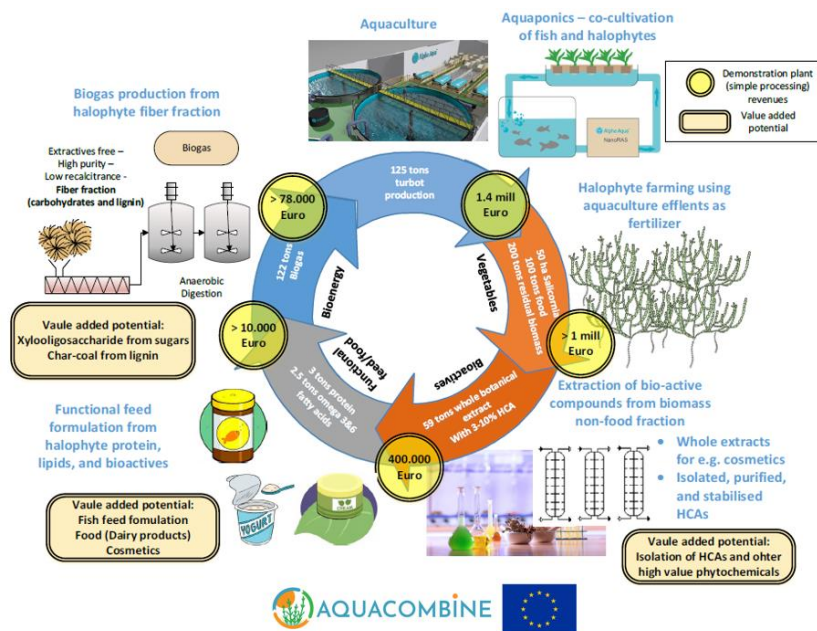 Aquaculture
Alpha Aqua
Aquaponics – co-cultivation
of fish and halophytes
Alpha Aqua
NanoRAS
Demonstration plant
(simple processing)
revenues
Value added
potential
Biogas production from
halophyte fiber fraction
Extractives free –
High purity –
Low recalcitrance -
Fiber fraction
(carbohydrates and lignin)
Biogas
Anaerobic
Digestion
Vaule added potential:
Xylooligosaccharide from sugars
Char-coal from lignin
> 78.000
Euro
125 tons
turbot
production
1.4 mill
Euro
Vegetables
50 ha Salicornia
100 tons food
200 tons residual biomass
Halophyte farming using
aquaculture efflents as
fertilizer
> 1 mill
Euro
Bioactives
59 tons whole botanical
extract
With 3-10% HCA
Extraction of bio-active
compounds from biomass
non-food fraction
• Whole extracts
for e.g. cosmetics
• Isolated, purified,
and stabilised
HCAs
Vaule added potential:
Isolation of HCAs and ohter
high value phytochemicals
400.000
Euro
Functional
feed/food
3 tons protein
2.5 tons omega 3&6
fatty acids
> 10.000
Euro
Bioenergy
122 tons
Biogas
Functional feed
formulation from
halophyte protein,
lipids, and bioactives
YOGURT
Vaule added potential:
Fish feed fomulation
Food (Dairy products)
Cosmetics
AQUACOMBINE